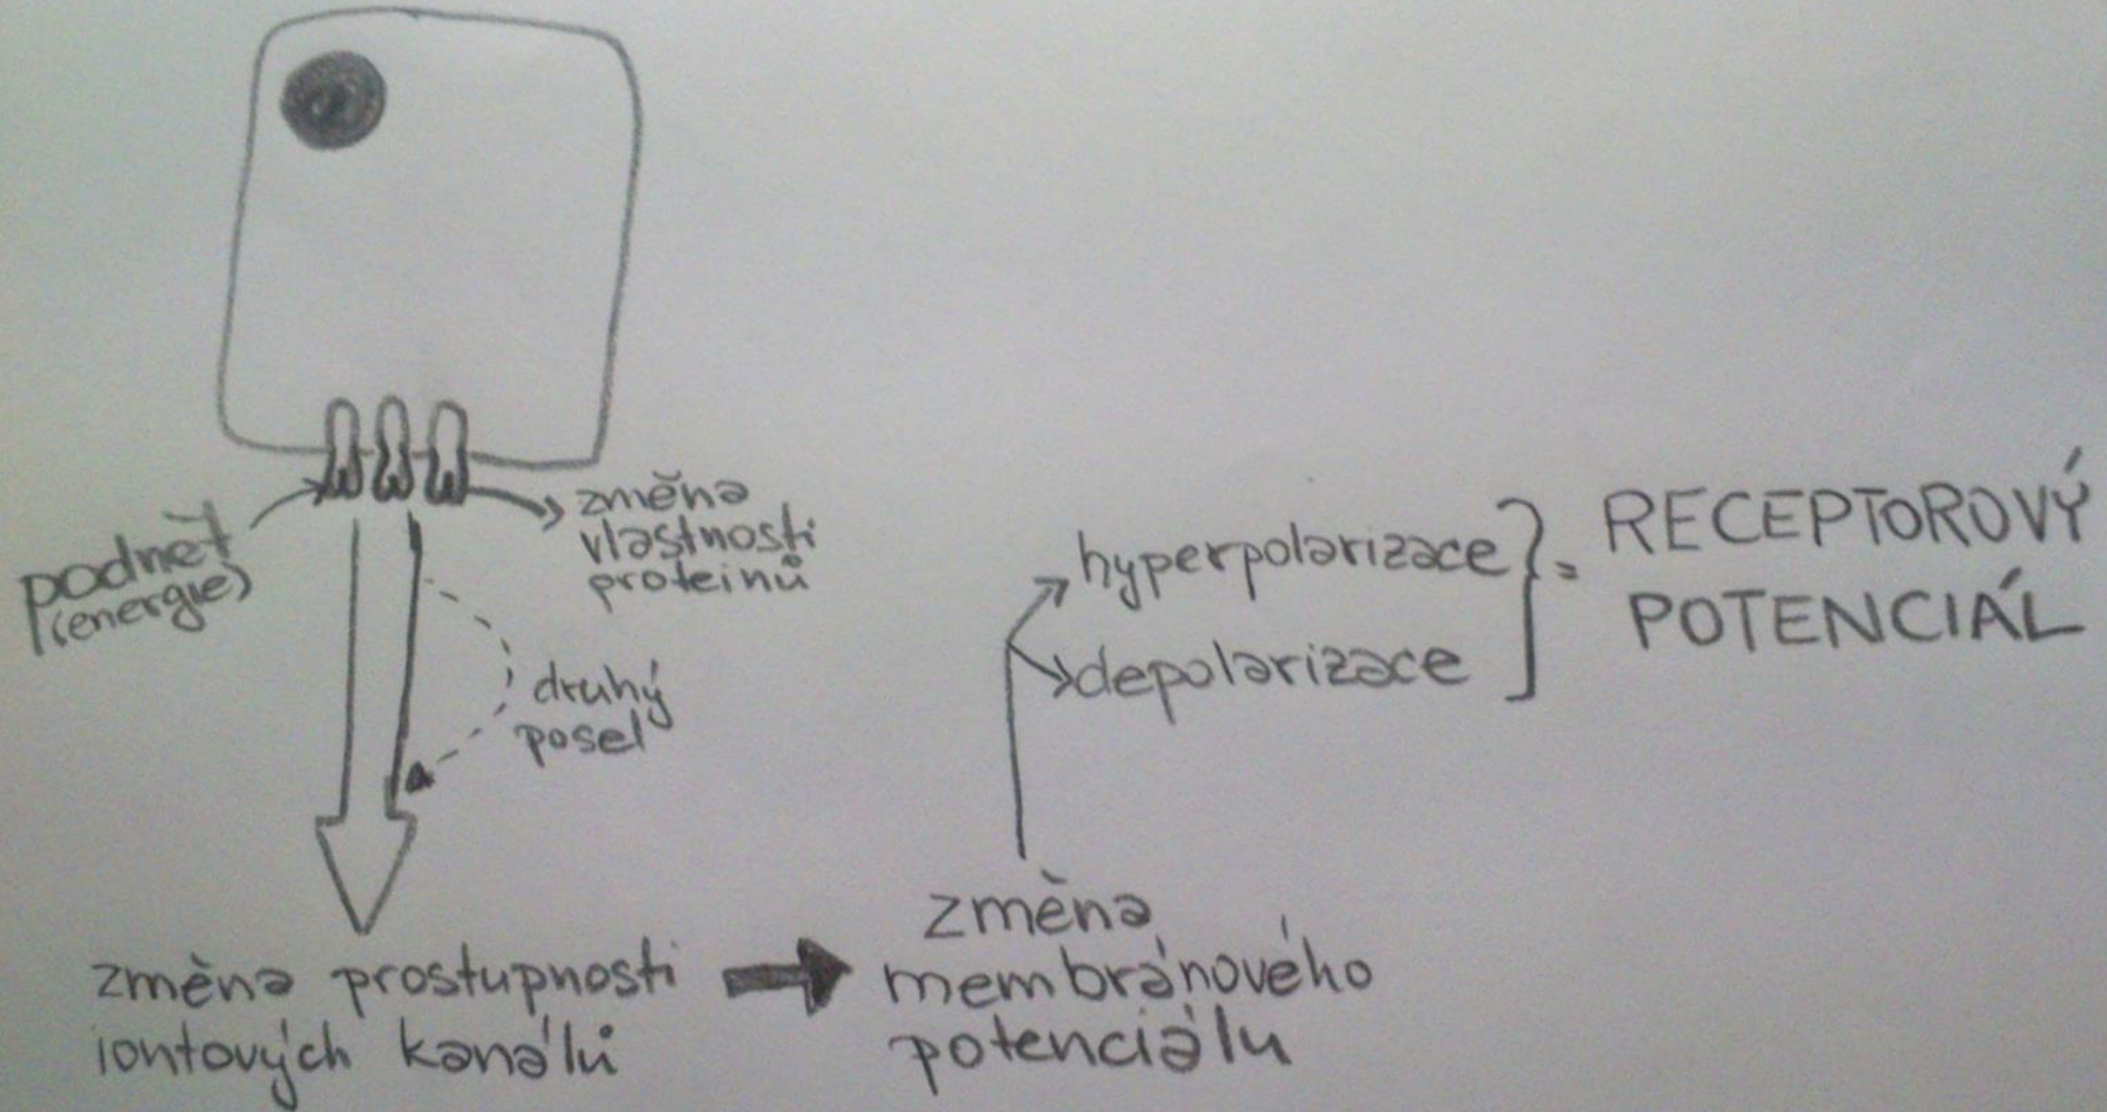 podnět
(energie)
změna
vlastnosti
proteinů
druhý
posel
změna prostupnosti
iontových kanálů
změna
membránového
potenciálu
hyperpolarizace
depolarizace
} =
RECEPTOROVÝ
POTENCIÁL